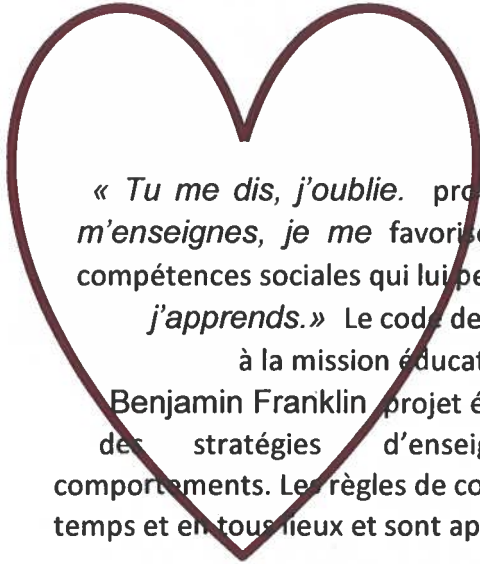 « Tu me dis, j'oublie. pro
m'enseignes, je me favoris
compétences sociales qui lui pe
j'apprends.» Le code de
à la mission éducat
Benjamin Franklin projet é
des stratégies d'enseig
comportements. Les règles de co
temps et en tous lieux et sont ap